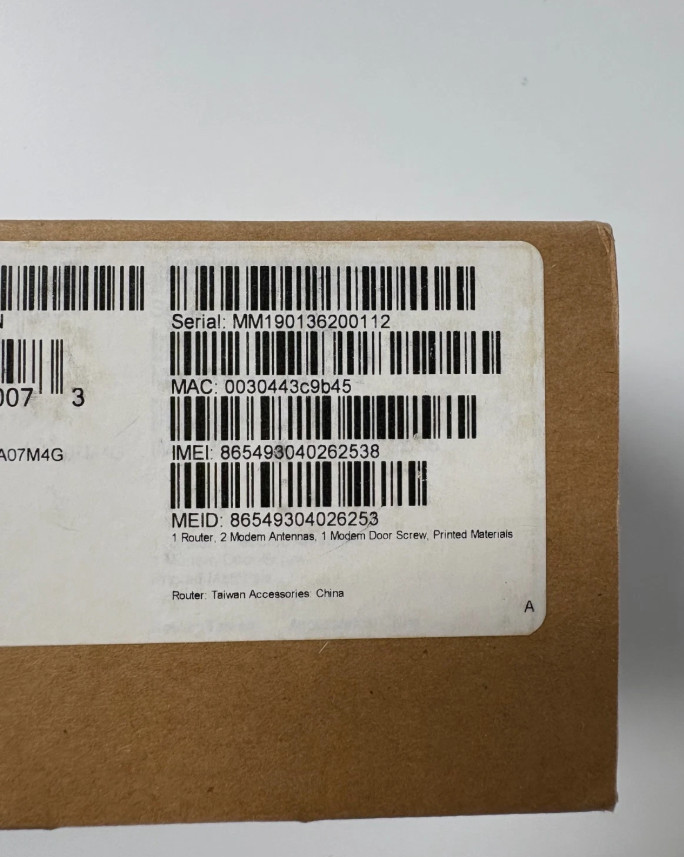 Serial: MM190136200112
MAC: 0030443c9b45
007 3
IMEI: 865493040262538
A07M4G
MEID: 86549304026253
1 Router, 2 Modem Antennas, 1 Modem Door Screw, Printed Materials
Router: Taiwan Accessories: China
A